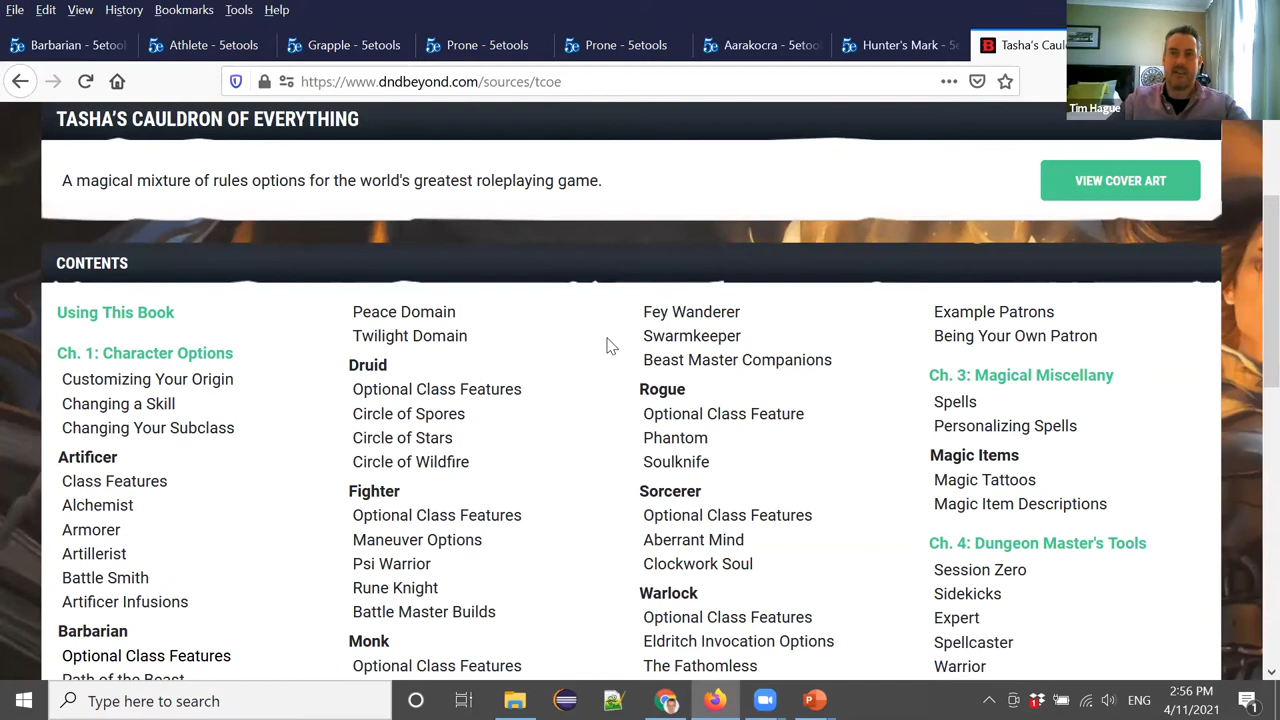 File Edit View History Bookmarks Tools Help
Barbarian - 5etools
Athlete - 5etools
Grapple - 5etools
Prone - 5etools
Prone - 5etools
Aarakocra - 5etools
Hunter's Mark - 5e
Tasha's Caul
https://www.dndbeyond.com/sources/tcoe
Tim Hague
TASHA'S CAULDRON OF EVERYTHING
A magical mixture of rules options for the world's greatest roleplaying game.
VIEW COVER ART
CONTENTS
Using This Book
Ch. 1: Character Options
Customizing Your Origin
Changing a Skill
Changing Your Subclass
Artificer
Class Features
Alchemist
Armorer
Artillerist
Battle Smith
Artificer Infusions
Barbarian
Optional Class Features
Path of the Beast
Peace Domain
Twilight Domain
Druid
Optional Class Features
Circle of Spores
Circle of Stars
Circle of Wildfire
Fighter
Optional Class Features
Maneuver Options
Psi Warrior
Rune Knight
Battle Master Builds
Monk
Optional Class Features
Fey Wanderer
Swarmkeeper
Beast Master Companions
Rogue
Optional Class Feature
Phantom
Soulknife
Sorcerer
Optional Class Features
Aberrant Mind
Clockwork Soul
Warlock
Optional Class Features
Eldritch Invocation Options
The Fathomless
Example Patrons
Being Your Own Patron
Ch. 3: Magical Miscellany
Spells
Personalizing Spells
Magic Items
Magic Tattoos
Magic Item Descriptions
Ch. 4: Dungeon Master's Tools
Session Zero
Sidekicks
Expert
Spellcaster
Warrior
Type here to search
ENG
2:56 PM
4/11/2021